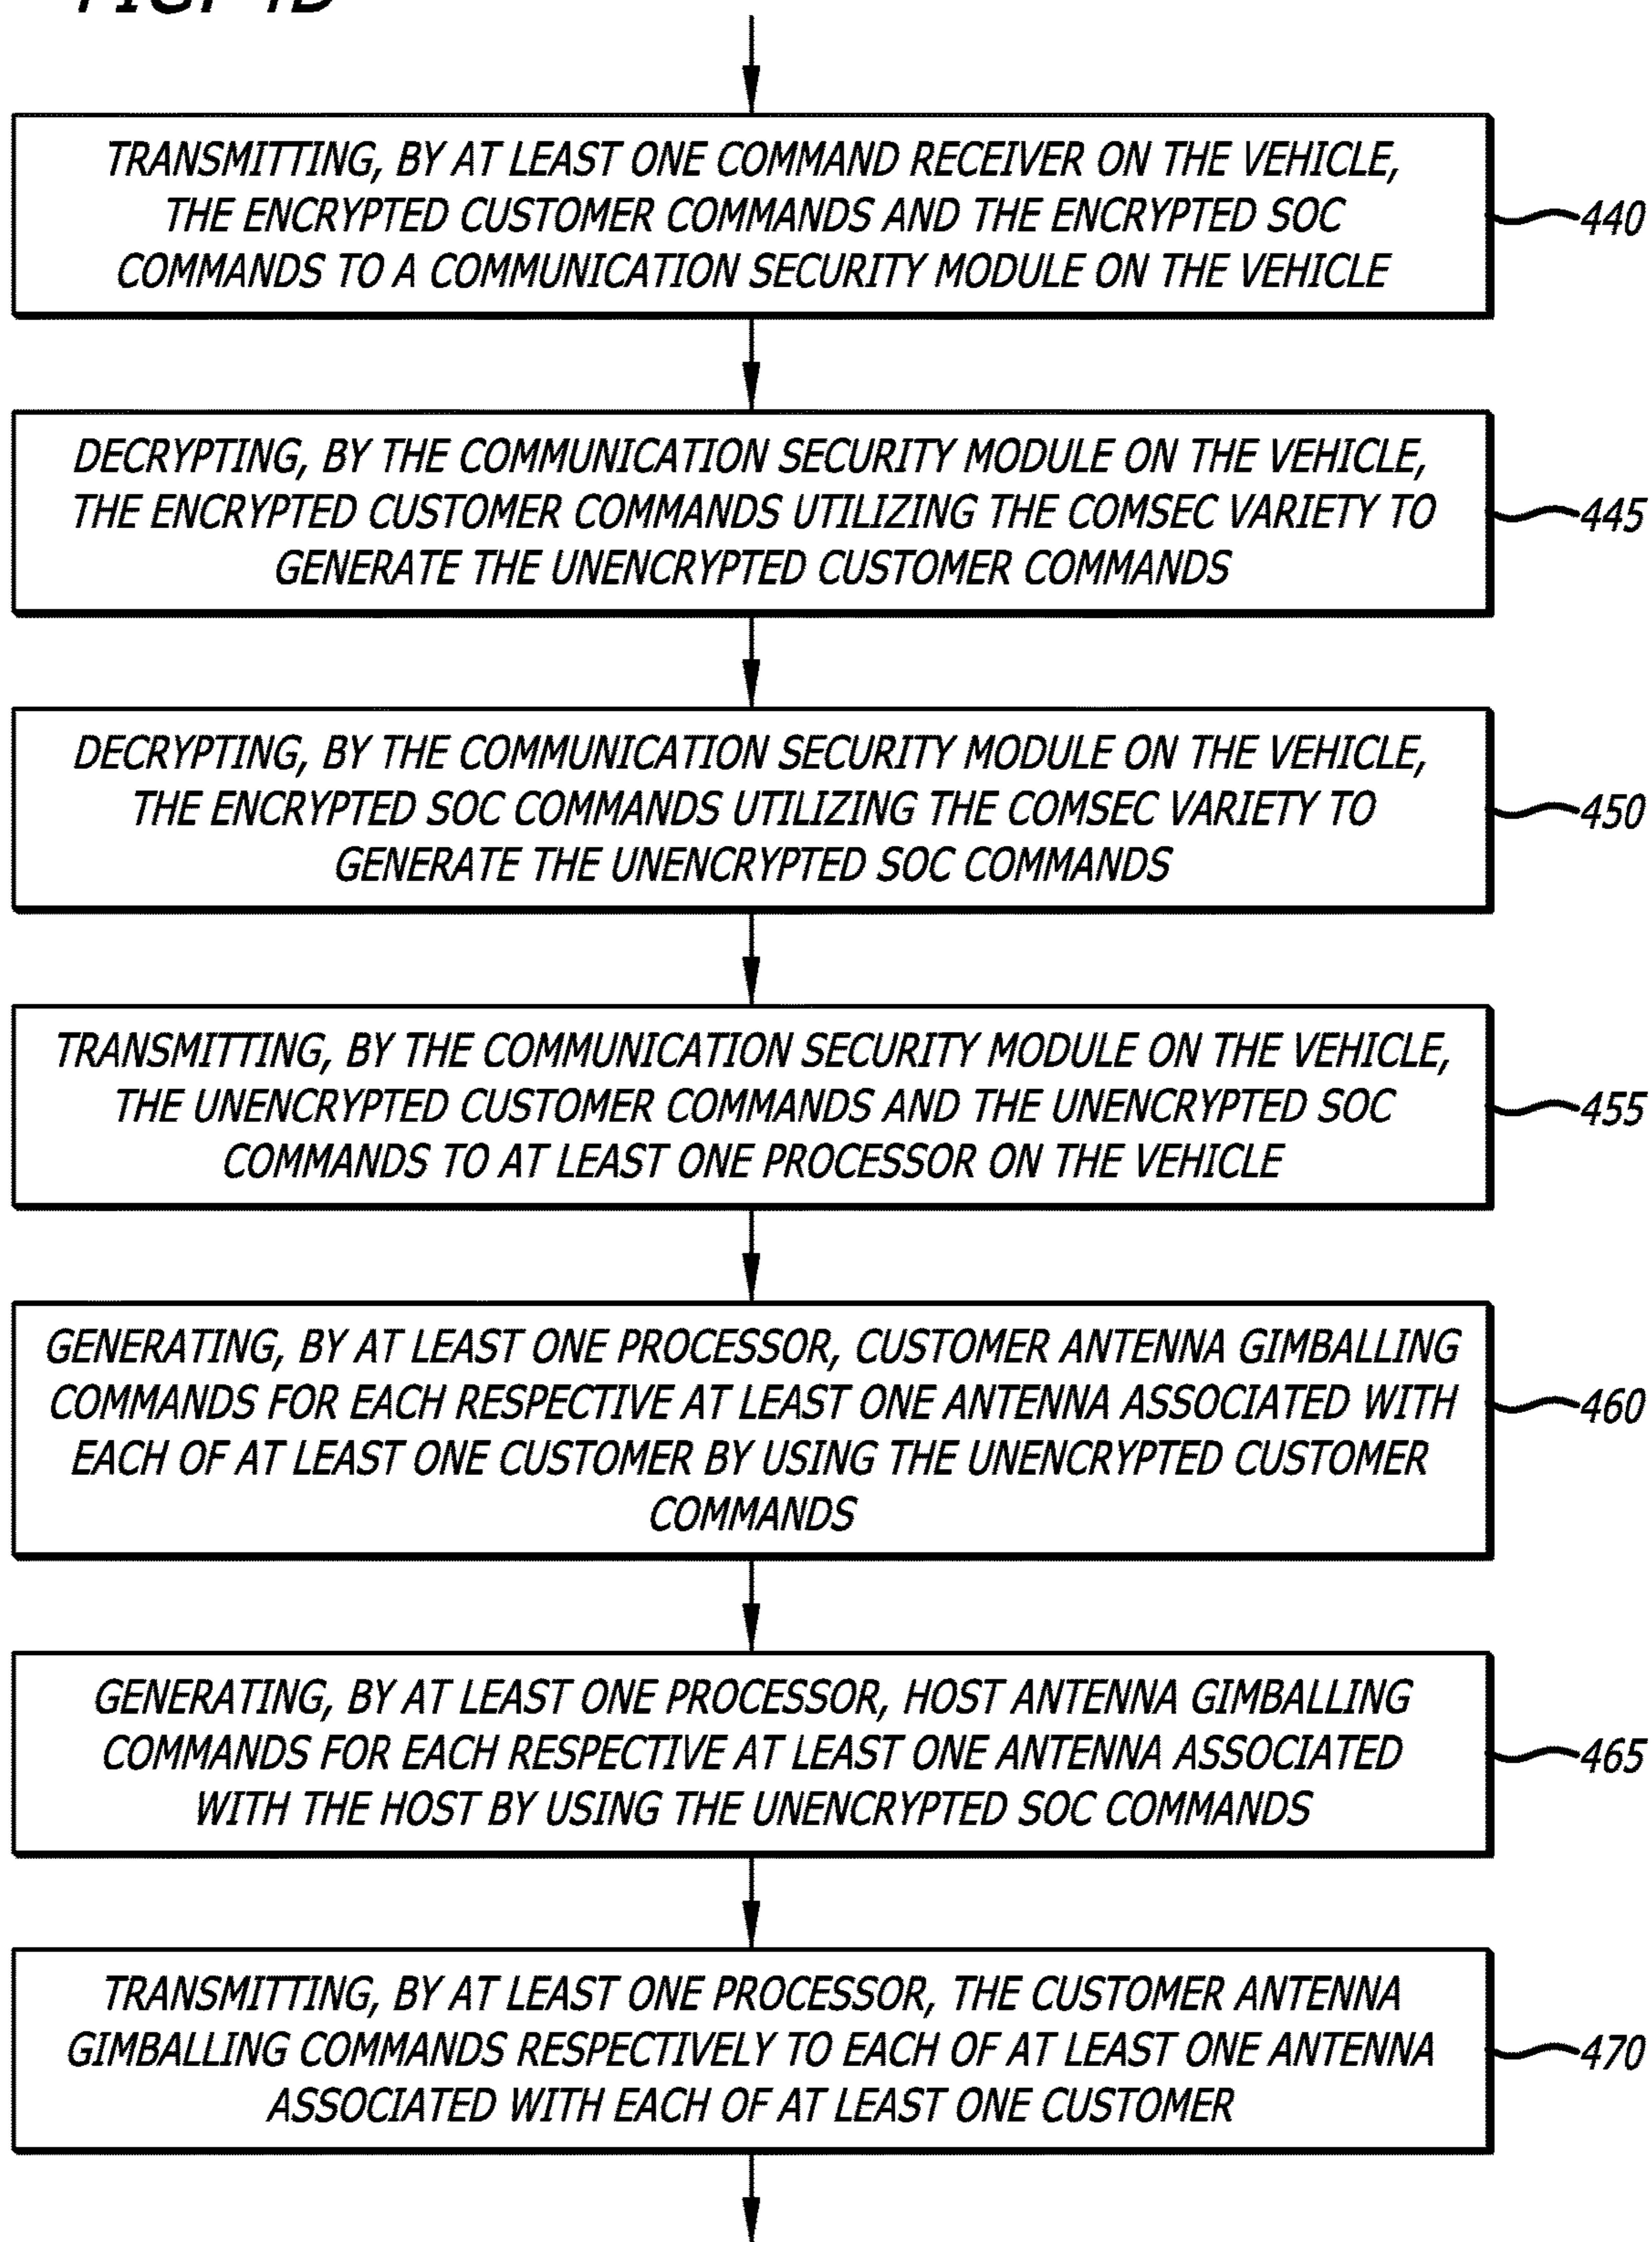 FIG. 4B
TRANSMITTING, BY AT LEAST ONE COMMAND RECEIVER ON THE VEHICLE,
THE ENCRYPTED CUSTOMER COMMANDS AND THE ENCRYPTED SOC
COMMANDS TO A COMMUNICATION SECURITY MODULE ON THE VEHICLE
440
DECRYPTING, BY THE COMMUNICATION SECURITY MODULE ON THE VEHICLE,
THE ENCRYPTED CUSTOMER COMMANDS UTILIZING THE COMSEC VARIETY TO
GENERATE THE UNENCRYPTED CUSTOMER COMMANDS
445
DECRYPTING, BY THE COMMUNICATION SECURITY MODULE ON THE VEHICLE,
THE ENCRYPTED SOC COMMANDS UTILIZING THE COMSEC VARIETY TO
GENERATE THE UNENCRYPTED SOC COMMANDS
450
TRANSMITTING, BY THE COMMUNICATION SECURITY MODULE ON THE VEHICLE,
THE UNENCRYPTED CUSTOMER COMMANDS AND THE UNENCRYPTED SOC
COMMANDS TO AT LEAST ONE PROCESSOR ON THE VEHICLE
455
GENERATING, BY AT LEAST ONE PROCESSOR, CUSTOMER ANTENNA GIMBALLING
COMMANDS FOR EACH RESPECTIVE AT LEAST ONE ANTENNA ASSOCIATED WITH
EACH OF AT LEAST ONE CUSTOMER BY USING THE UNENCRYPTED CUSTOMER
COMMANDS
460
GENERATING, BY AT LEAST ONE PROCESSOR, HOST ANTENNA GIMBALLING
COMMANDS FOR EACH RESPECTIVE AT LEAST ONE ANTENNA ASSOCIATED
WITH THE HOST BY USING THE UNENCRYPTED SOC COMMANDS
465
TRANSMITTING, BY AT LEAST ONE PROCESSOR, THE CUSTOMER ANTENNA
GIMBALLING COMMANDS RESPECTIVELY TO EACH OF AT LEAST ONE ANTENNA
ASSOCIATED WITH EACH OF AT LEAST ONE CUSTOMER
470